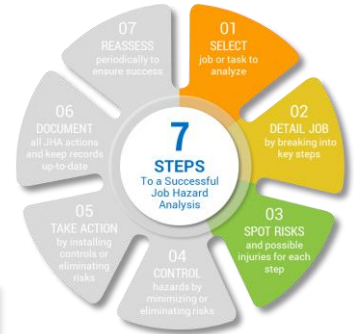 7
STEPS
To a Successful
Job Hazard
Analysis
01
SELECT
job or task to
analyze
02
DETAIL JOB
by breaking into
key steps
03
SPOT RISKS
and possible
injuries for each
step
04
CONTROL
hazards by
minimizing or
eliminating risks
05
TAKE ACTION
by installing
controls or
eliminating
risks
06
DOCUMENT
all JHA actions
and keep records
up-to-date
07
REASSESS
periodically to
ensure success